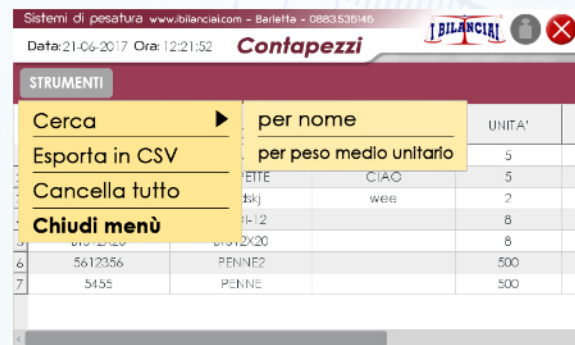 Sistemi di pesatura www.ibilanciai.com - Barletta - 0883.536146
I BILANCIAI
Data: 21-06-2017 Ora: 12:21:52 Contapezzi
STRUMENTI
Cerca per nome UNITA'
Esporta in CSV per peso medio unitario 5
CIAO 5
Cancella tutto wee 2
Chiudi menù 8
8
6 5612356 PENNE2 500
7 5455 PENNE 500